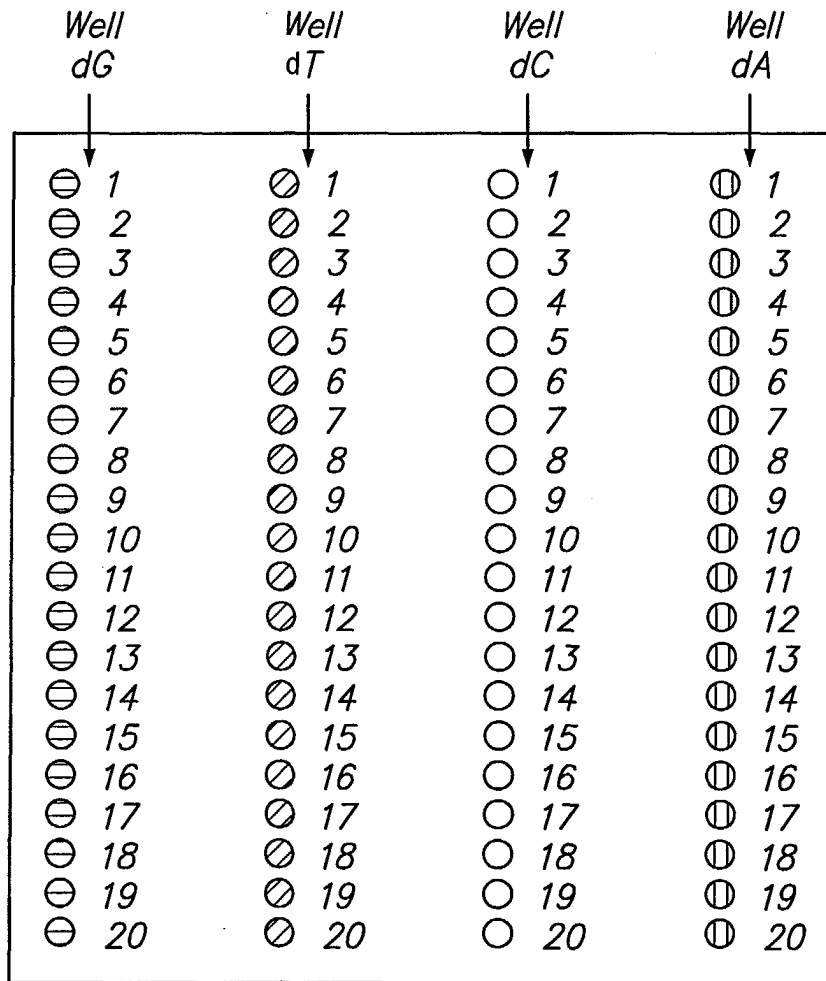 Well Well Well Well
dG dT dC dA
1 1 1 1
2 2 2 2
3 3 3 3
4 4 4 4
5 5 5 5
6 6 6 6
7 7 7 7
8 8 8 8
9 9 9 9
10 10 10 10
11 11 11 11
12 12 12 12
13 13 13 13
14 14 14 14
15 15 15 15
16 16 16 16
17 17 17 17
18 18 18 18
19 19 19 19
20 20 20 20